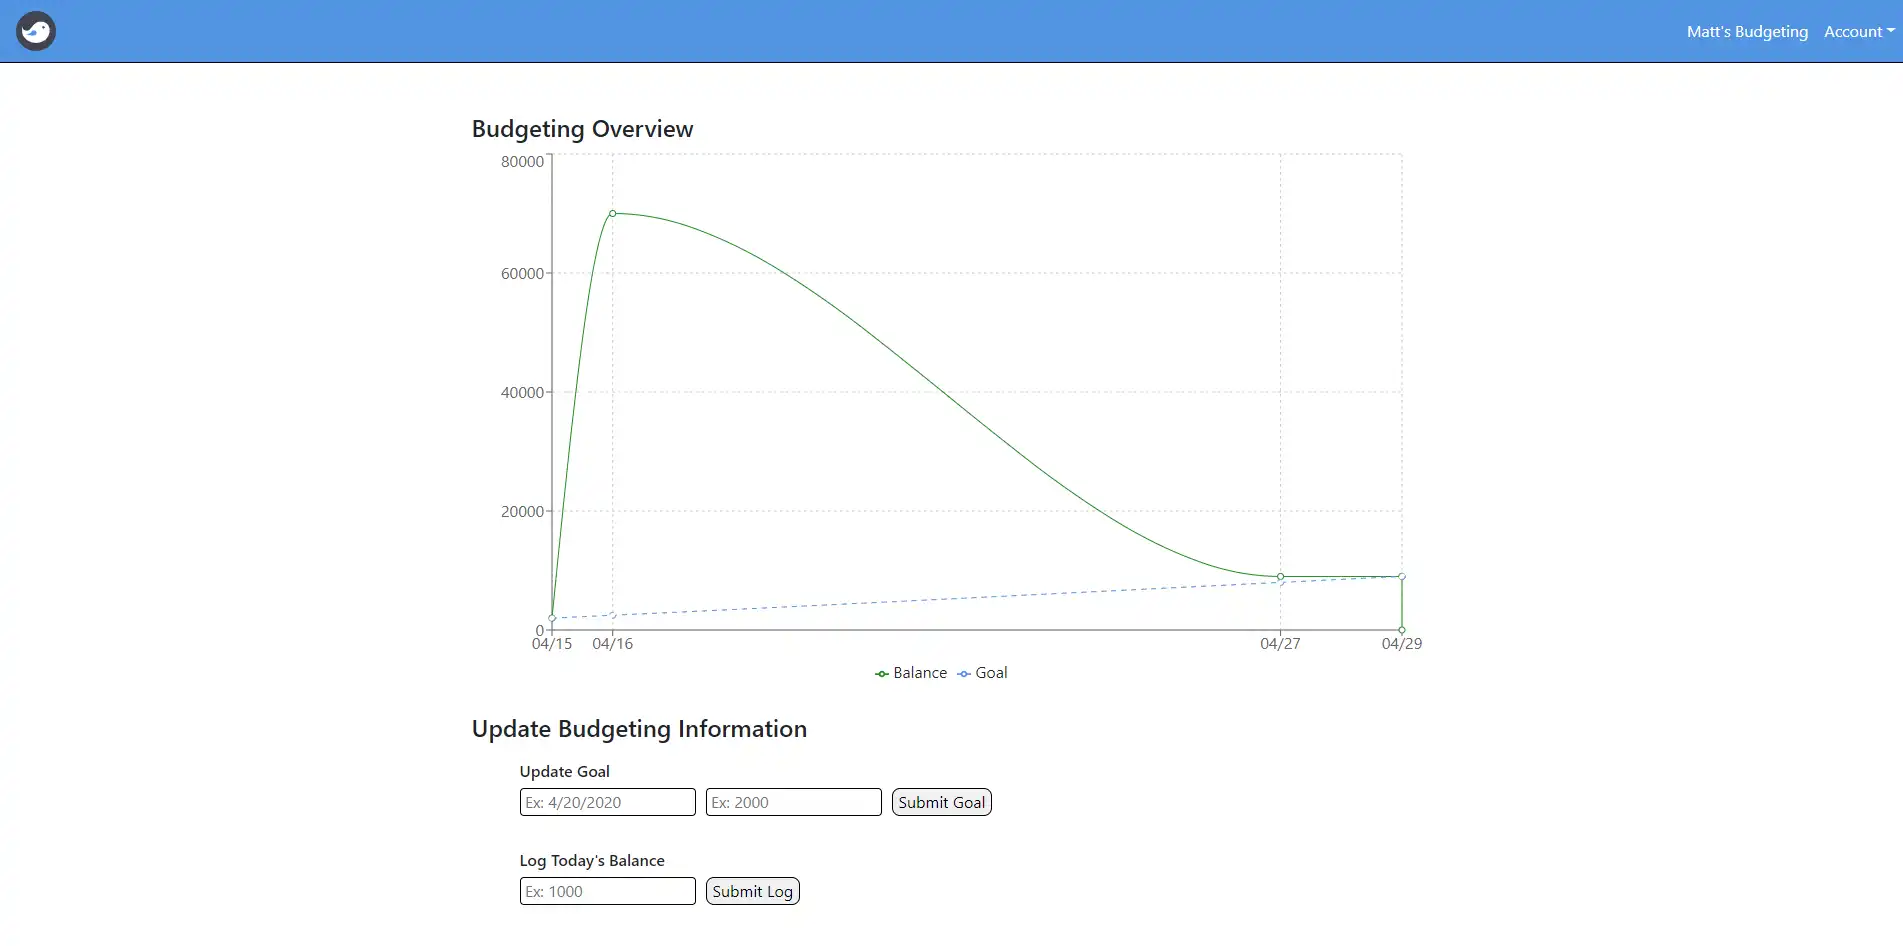 Matt's Budgeting Account
Budgeting Overview
80000
60000
40000
20000
0
04/15 04/16 04/27 04/29
Balance Goal
Update Budgeting Information
Update Goal
Ex: 4/20/2020 Ex: 2000 Submit Goal
Log Today's Balance
Ex: 1000 Submit Log